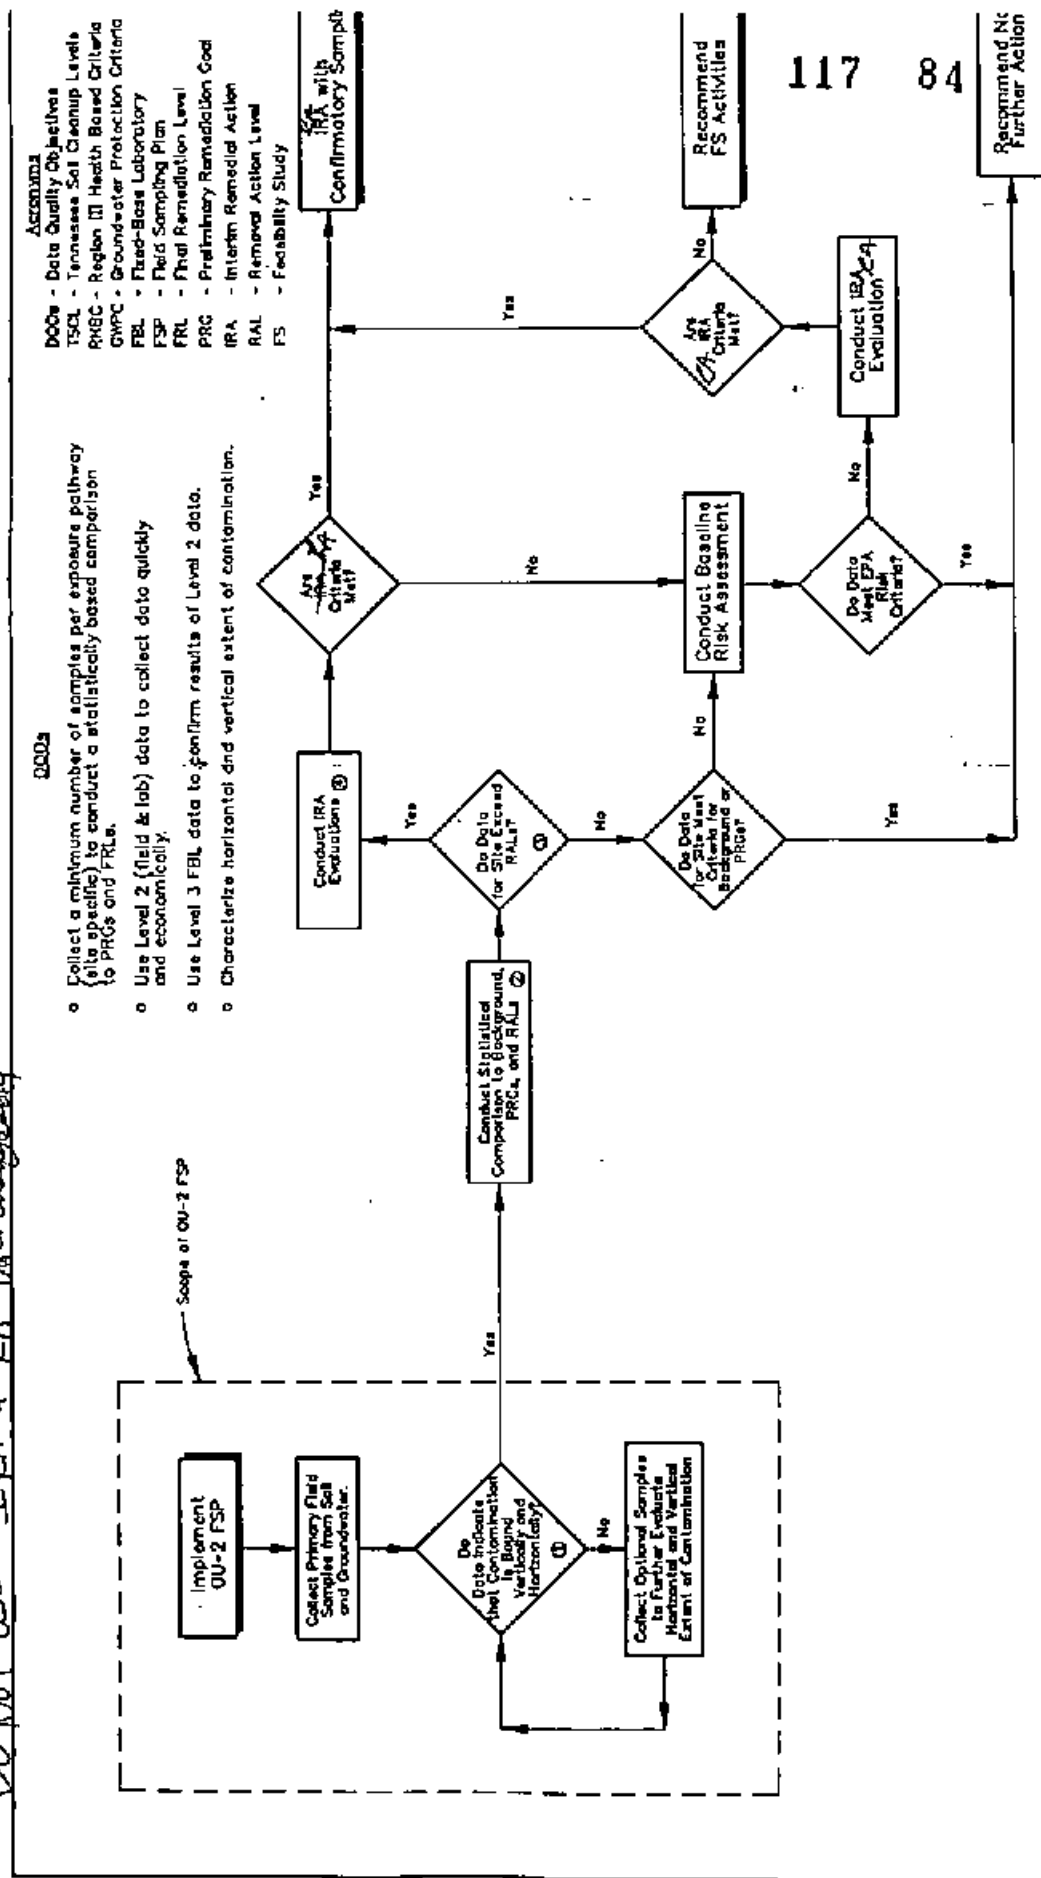 117 84
DQOs
o Collect a minimum number of samples per exposure pathway
(site specific) to conduct a statistically based comparison
to PRGs and FRLs.
o Use Level 2 (field & lab) data to collect data quickly
and economically.
o Use Level 3 FBL data to confirm results of Level 2 data.
o Characterize horizontal and vertical extent of contamination.
Acronyms
DQOs - Data Quality Objectives
TSCL - Tennessee Soil Cleanup Levels
RHBC - Region III Health Based Criteria
GWPC - Groundwater Protection Criteria
FBL - Fixed-Base Laboratory
FSP - Field Sampling Plan
FRL - Final Remediation Level
PRG - Preliminary Remediation Goal
IRA - Interim Remedial Action
RAL - Removal Action Level
FS - Feasibility Study
Scope of OU-2 FSP
Implement
OU-2 FSP
Collect Primary Field
Samples from Soil
and Groundwater.
Do
Data Indicate
that Contamination
is Bound
Vertically and
Horizontally?
①
No
Collect Optional Samples
to Further Evaluate
Horizontal and Vertical
Extent of Contamination
Yes
Conduct Statistical
Comparison to Background,
PRGs, and RALs ②
Do Data
for Site Exceed
RALs?
③
Yes
Conduct IRA
Evaluations ④
Are
IRA
Criteria
Met?
Yes
IRA with
Confirmatory
No
No
Do Data
for Site Meet
Criteria for
Background or
PRGs?
No
Conduct Baseline
Risk Assessment
Yes
Do Data
Meet EPA
Risk
Criteria?
Yes
No
Conduct IRA
Evaluation
Are
IRA
Criteria
Met?
Yes
No
Recommend
FS Activities
Recommend
Further Action